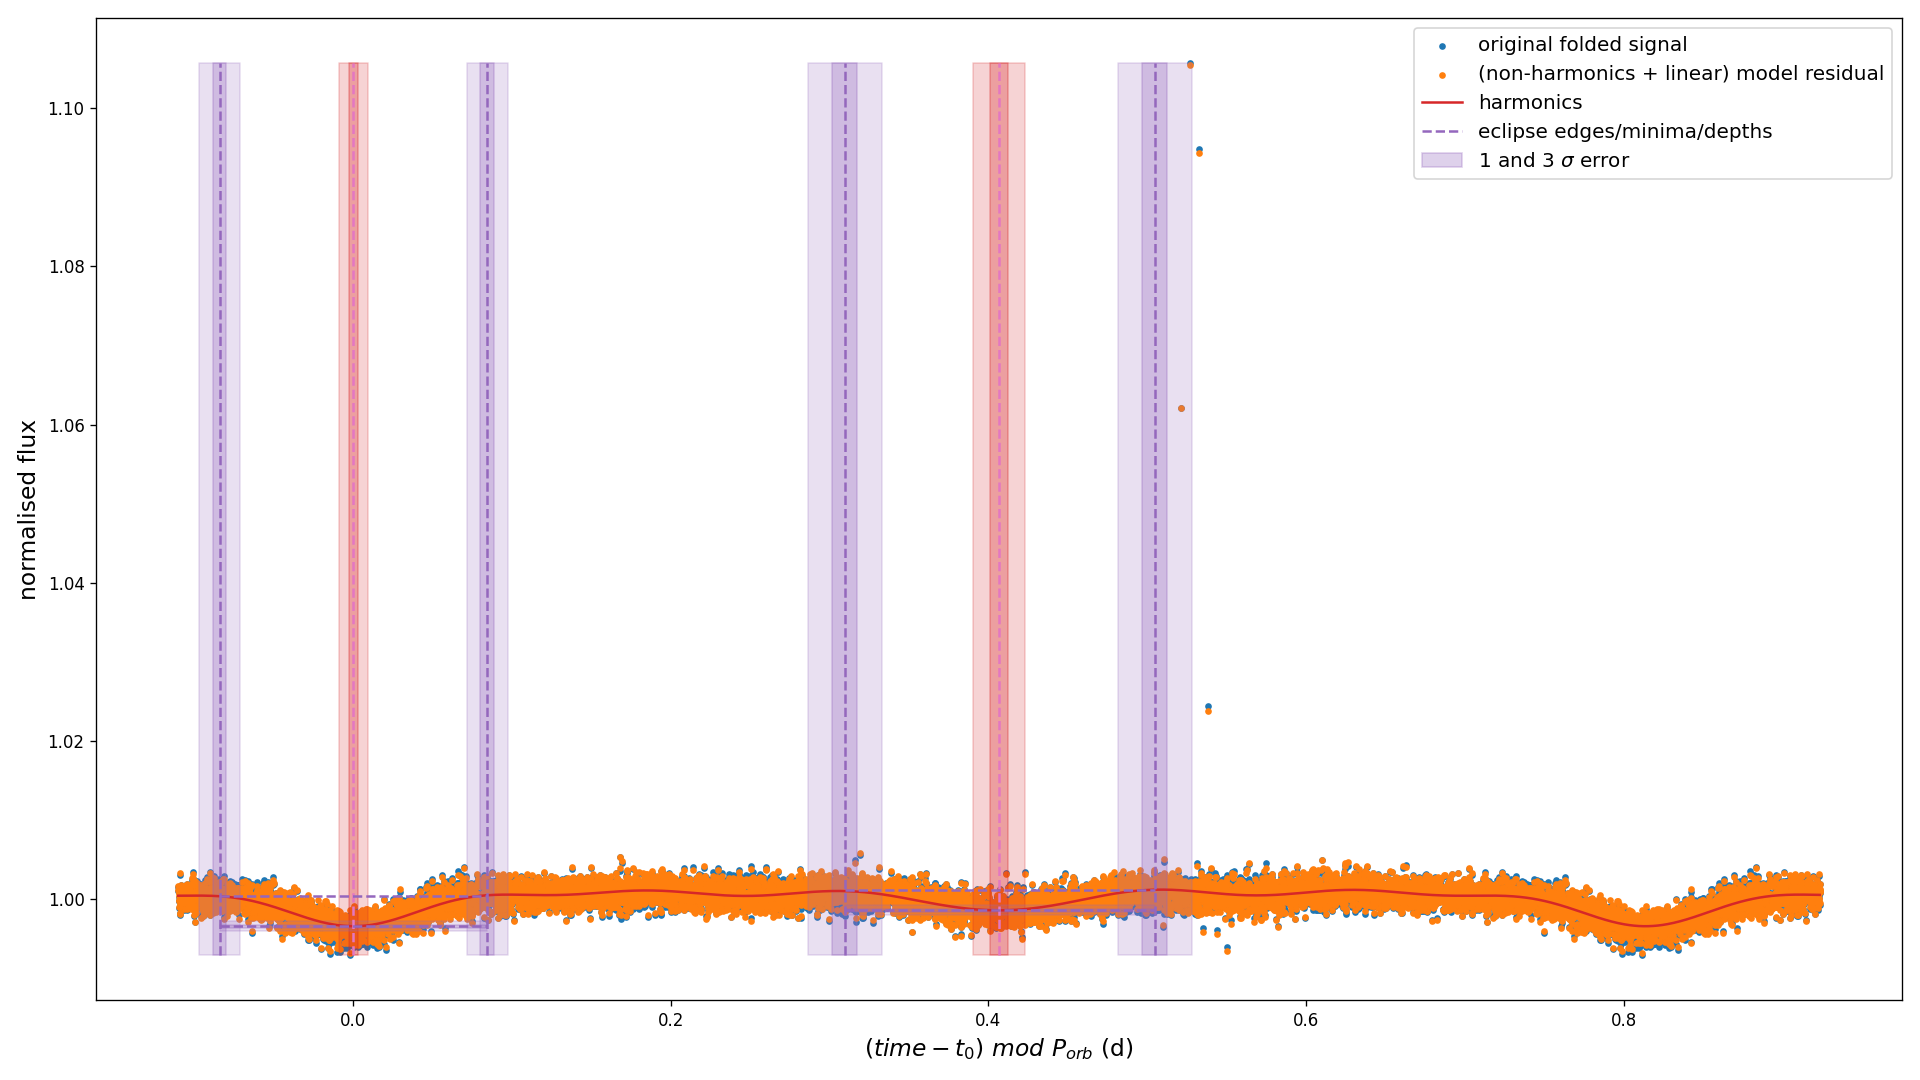 original folded signal
(non-harmonics + linear) model residual
harmonics
eclipse edges/minima/depths
1 and 3 σ error
normalised flux
1.10
1.08
1.06
1.04
1.02
1.00
0.0 0.2 0.4 0.6 0.8
(time − t₀) mod Pₒᵣb (d)